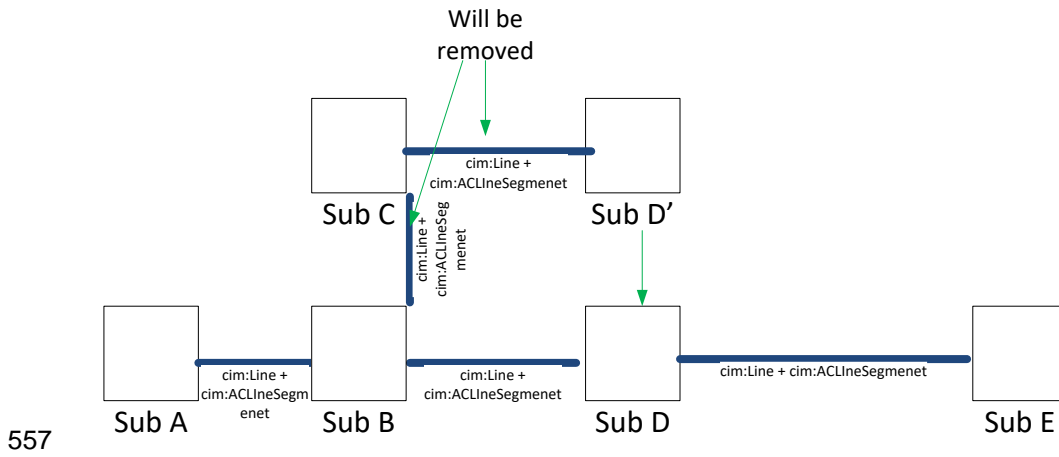 Will be
removed
cim:Line +
cim:ACLIneSegmenet
Sub C
Sub D’
cim:Line +
cim:ACLIneSeg
menet
cim:Line +
cim:ACLIneSegm
enet
cim:Line +
cim:ACLIneSegmenet
cim:Line + cim:ACLIneSegmenet
Sub A
Sub B
Sub D
Sub E
557